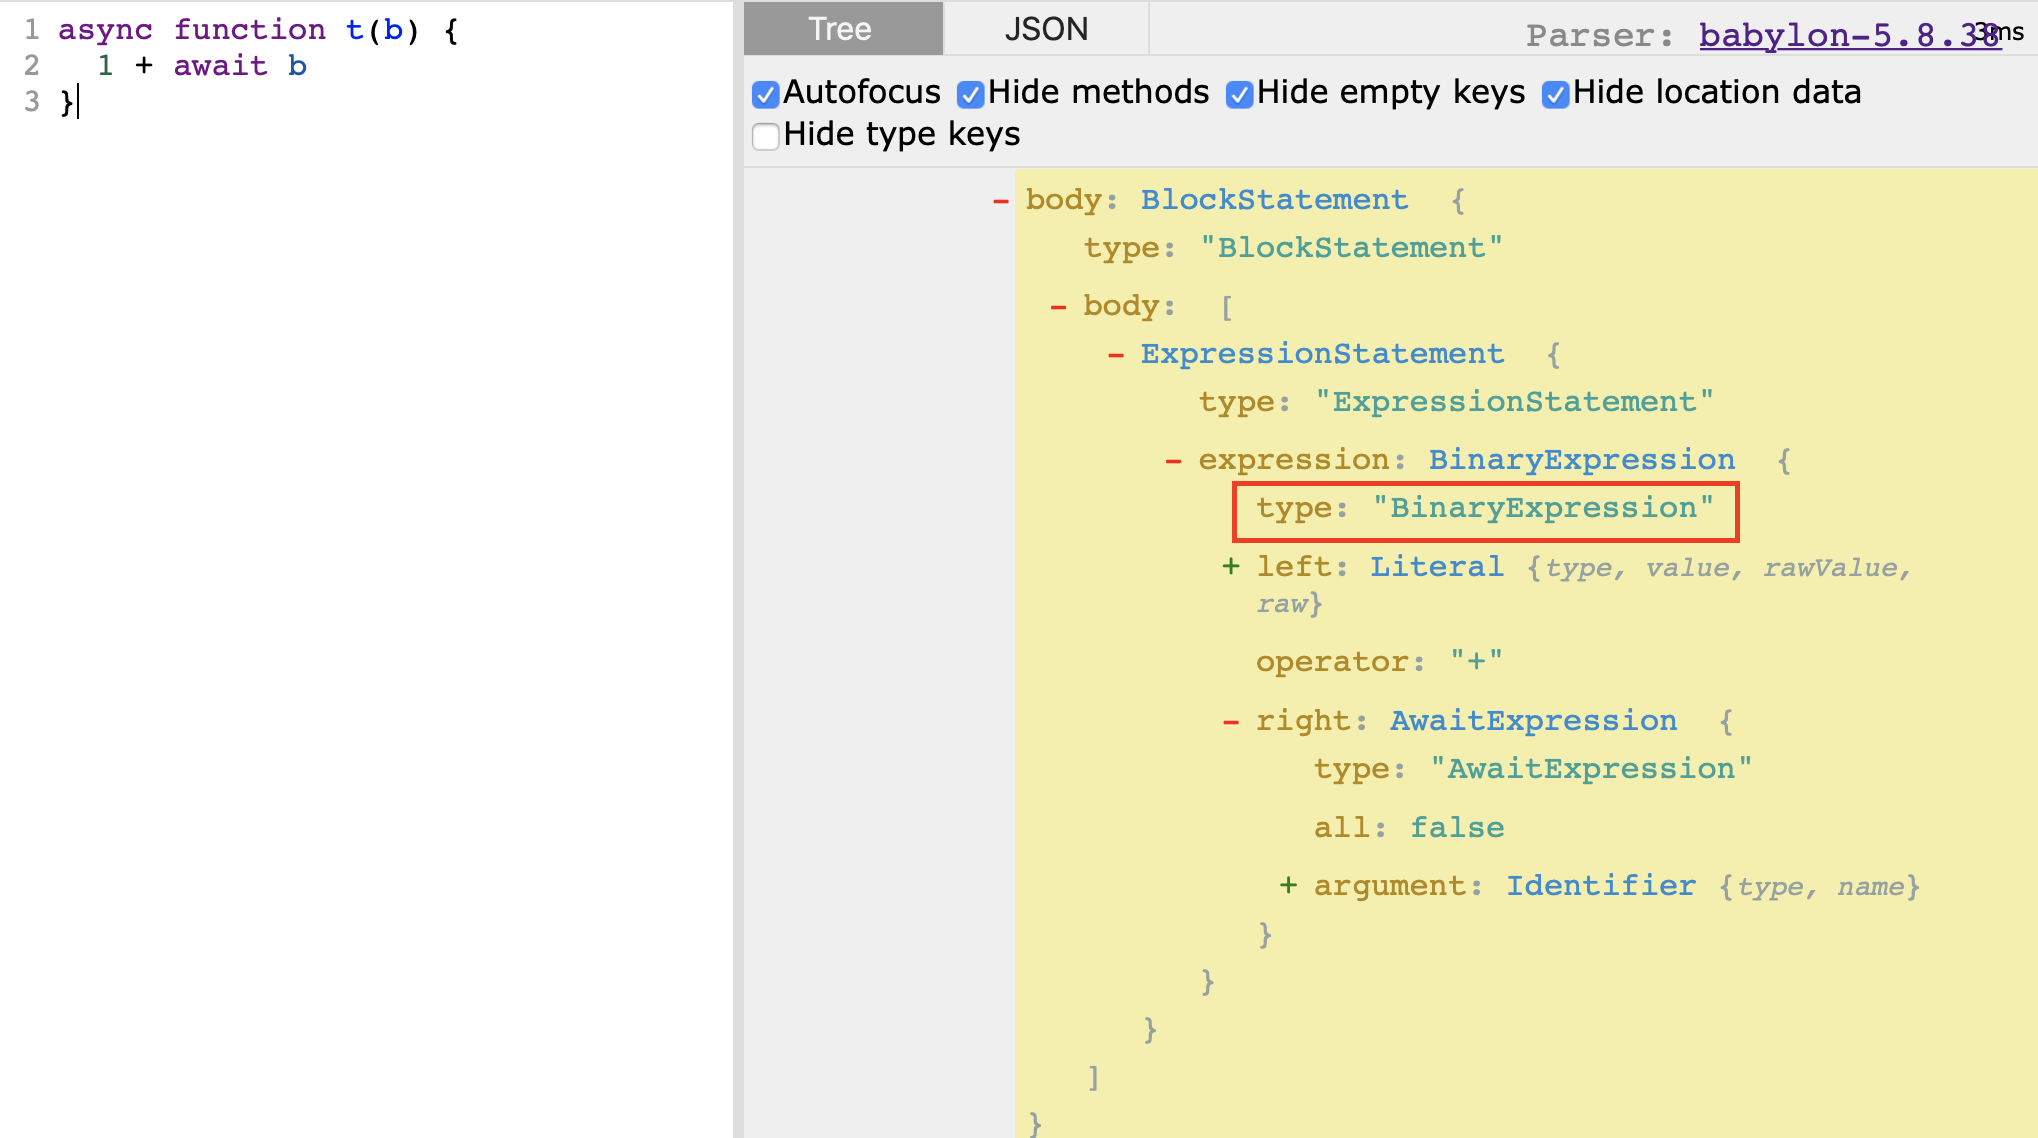 1 async function t(b) {
2   1 + await b
3 }
Tree JSON Parser: babylon-5.8.38 3ms
Autofocus Hide methods Hide empty keys Hide location data
Hide type keys
- body: BlockStatement {
type: "BlockStatement"
- body: [
- ExpressionStatement {
type: "ExpressionStatement"
- expression: BinaryExpression {
type: "BinaryExpression"
+ left: Literal {type, value, rawValue,
raw}
operator: "+"
- right: AwaitExpression {
type: "AwaitExpression"
all: false
+ argument: Identifier {type, name}
}
}
}
]
}